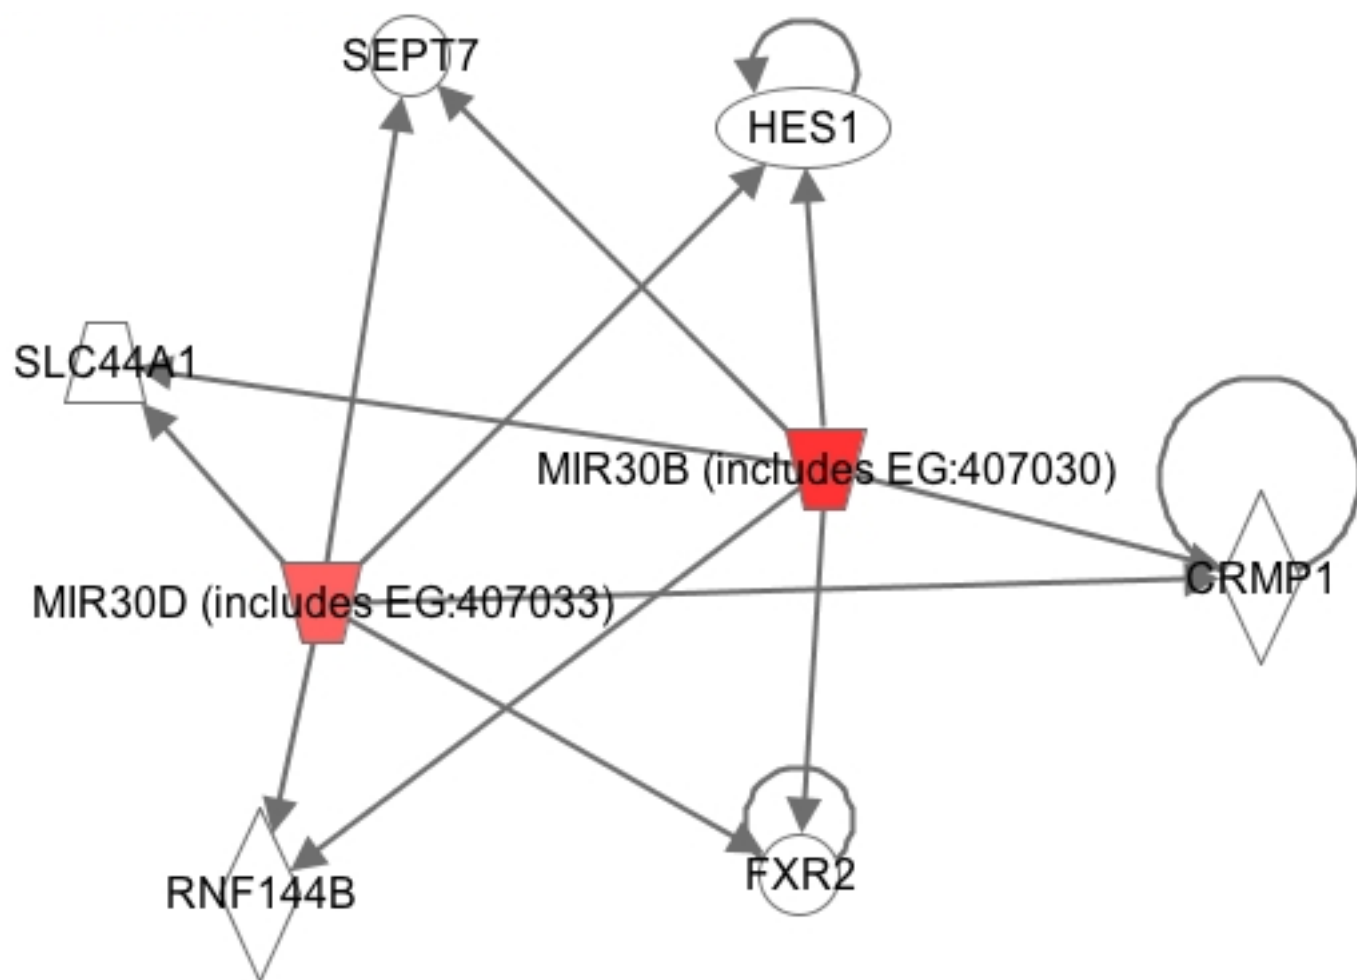 SEPT7
HES1
SLC44A1
MIR30B (includes EG:407030)
CRMP1
MIR30D (includes EG:407033)
FXR2
RNF144B